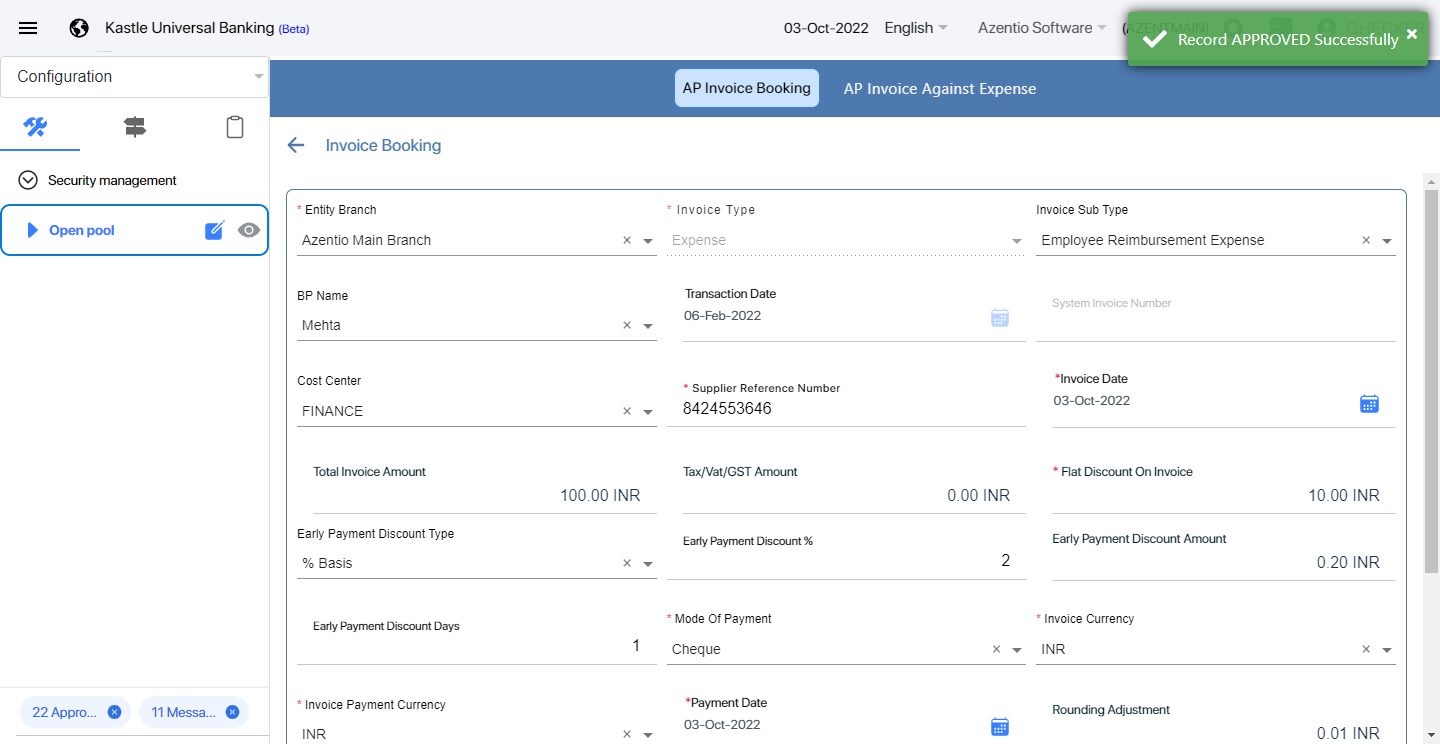 Kastle Universal Banking (Beta)
03-Oct-2022 English Azentio Software (AZENTMAIN) CHECKER
Record APPROVED Successfully ×
Configuration
AP Invoice Booking AP Invoice Against Expense
Invoice Booking
Security management
Open pool
* Entity Branch * Invoice Type Invoice Sub Type
Azentio Main Branch × Expense Employee Reimbursement Expense ×
BP Name Transaction Date System Invoice Number
Mehta × 06-Feb-2022
Cost Center * Supplier Reference Number *Invoice Date
FINANCE × 8424553646 03-Oct-2022
Total Invoice Amount Tax/Vat/GST Amount * Flat Discount On Invoice
100.00 INR 0.00 INR 10.00 INR
Early Payment Discount Type Early Payment Discount % Early Payment Discount Amount
% Basis × 2 0.20 INR
Early Payment Discount Days * Mode Of Payment * Invoice Currency
1 Cheque × INR ×
* Invoice Payment Currency *Payment Date Rounding Adjustment
INR × 03-Oct-2022 0.01 INR
22 Appro... 11 Messa...